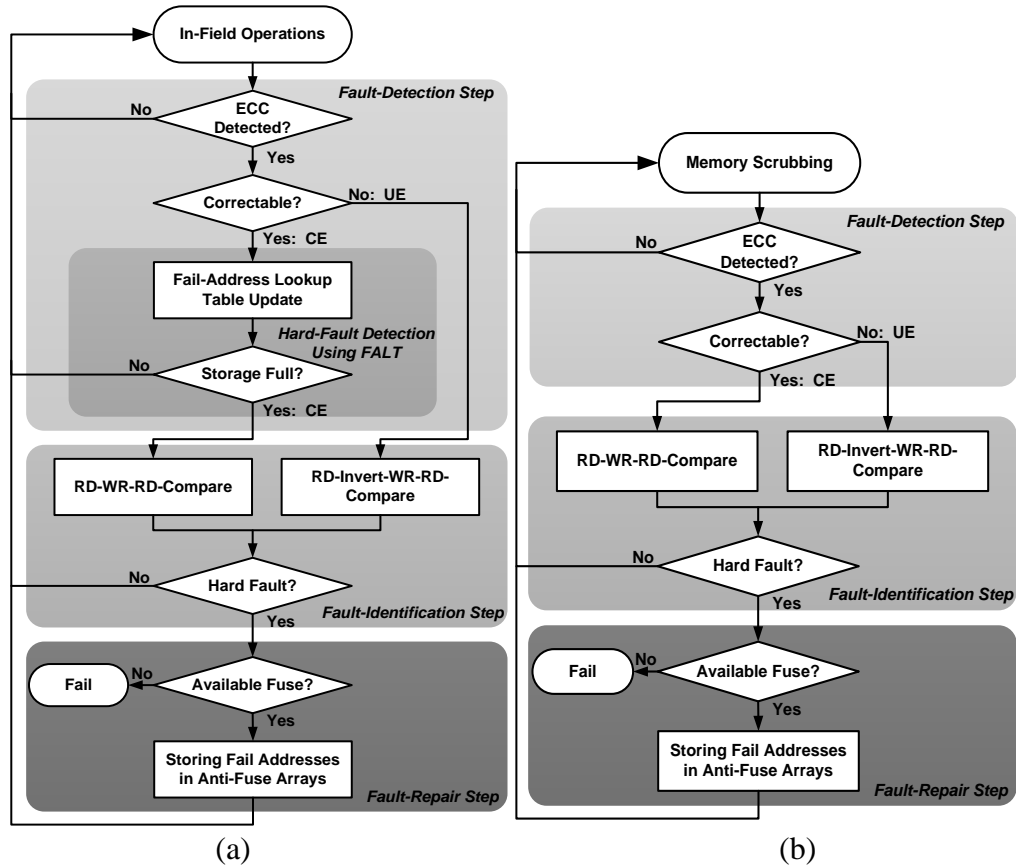 In-Field Operations
Fault-Detection Step
No
ECC
Detected?
Yes
Correctable?
No: UE
Yes: CE
Fail-Address Lookup
Table Update
Hard-Fault Detection
Using FALT
No
Storage Full?
Yes: CE
RD-WR-RD-Compare
RD-Invert-WR-RD-
Compare
No
Hard Fault?
Fault-Identification Step
Yes
Fail
No
Available Fuse?
Yes
Storing Fail Addresses
in Anti-Fuse Arrays
Fault-Repair Step
(a)
Memory Scrubbing
Fault-Detection Step
No
ECC
Detected?
Yes
Correctable?
No: UE
Yes: CE
RD-WR-RD-Compare
RD-Invert-WR-RD-
Compare
No
Hard Fault?
Fault-Identification Step
Yes
Fail
No
Available Fuse?
Yes
Storing Fail Addresses
in Anti-Fuse Arrays
Fault-Repair Step
(b)